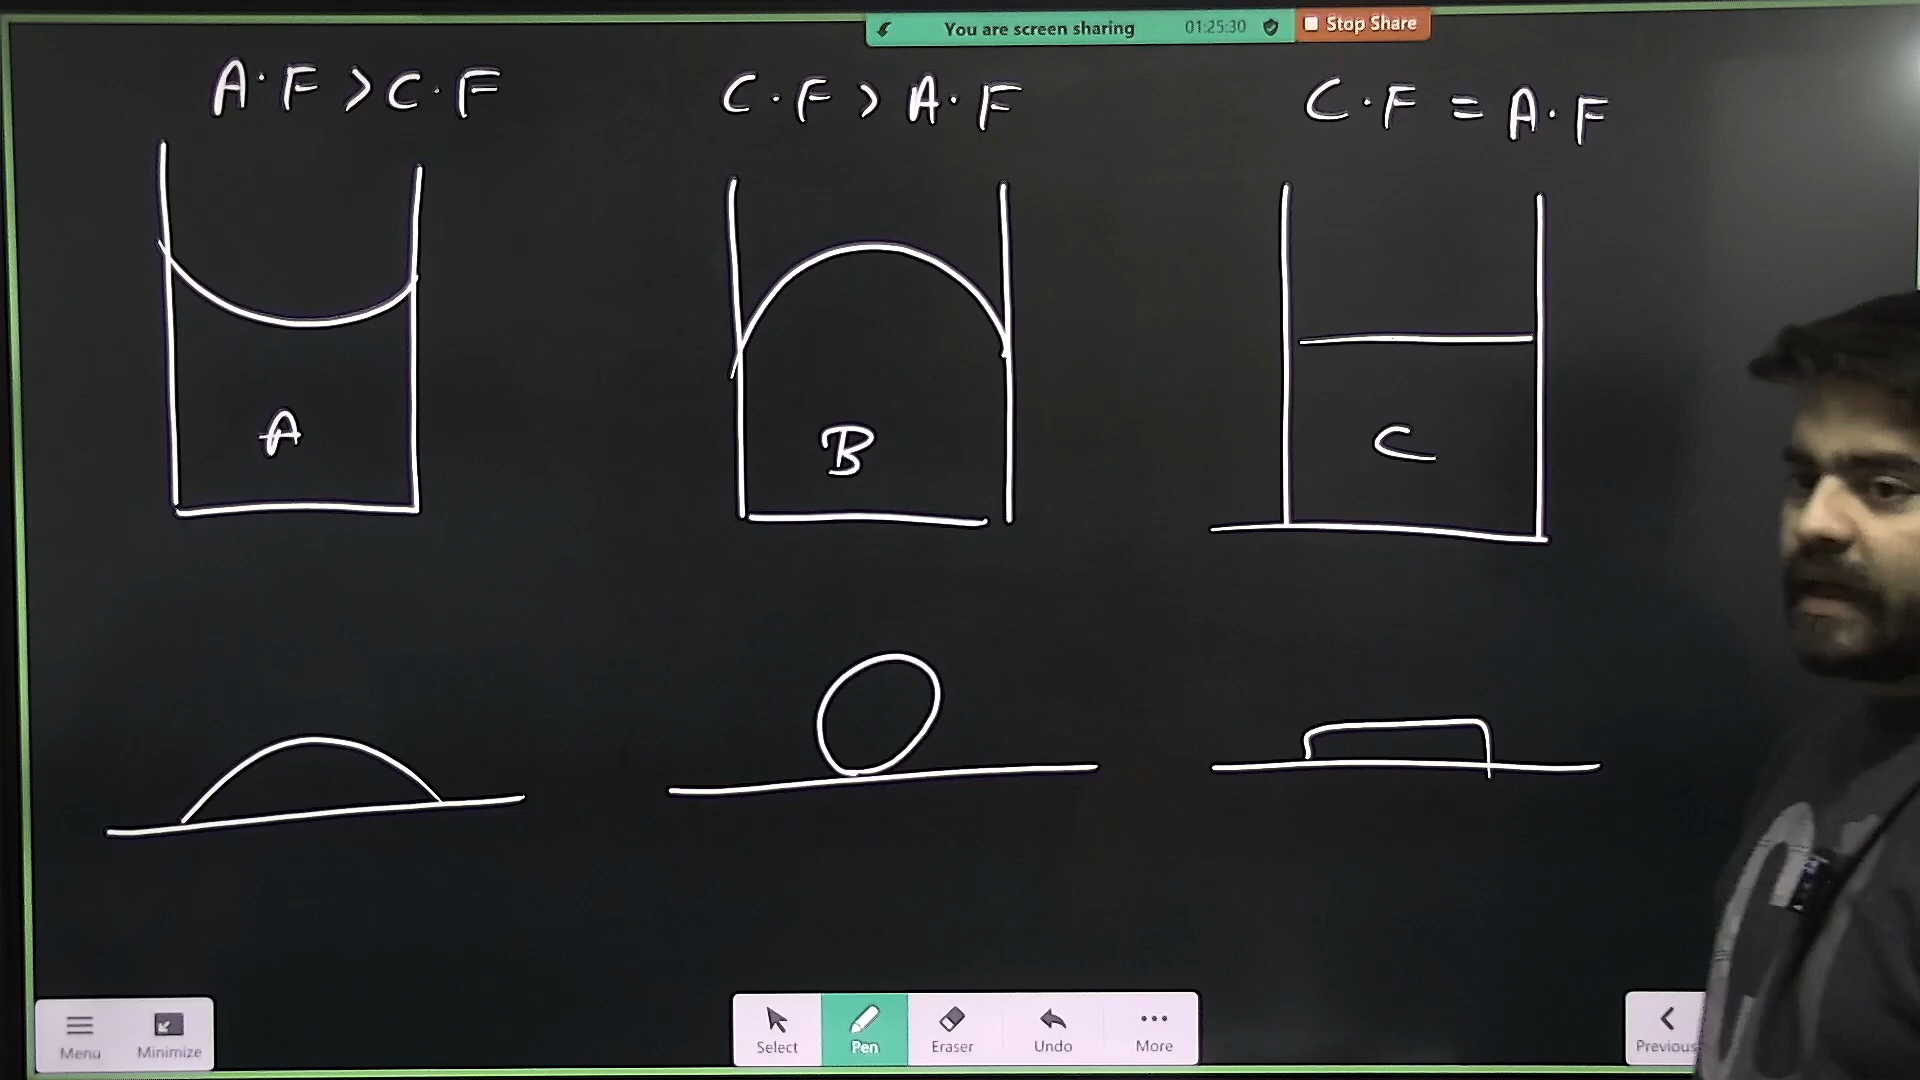 You are screen sharing 01:25:30 Stop Share
A.F > C.F
C.F > A.F
C.F = A.F
A
B
C
Menu
Minimize
Select
Pen
Eraser
Undo
More
Previous